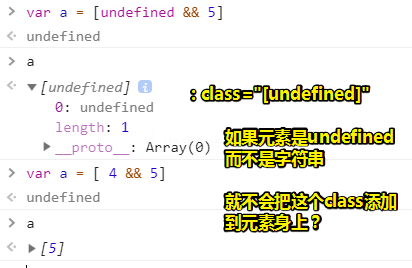 > var a = [undefined && 5]
< undefined
> a
< ▼ [undefined] i
0: undefined
length: 1
▶ __proto__: Array(0)
> var a = [ 4 && 5]
< undefined
> a
< ▶ [5]
: class="[undefined]"
如果元素是undefined
而不是字符串
就不会把这个class添加
到元素身上？